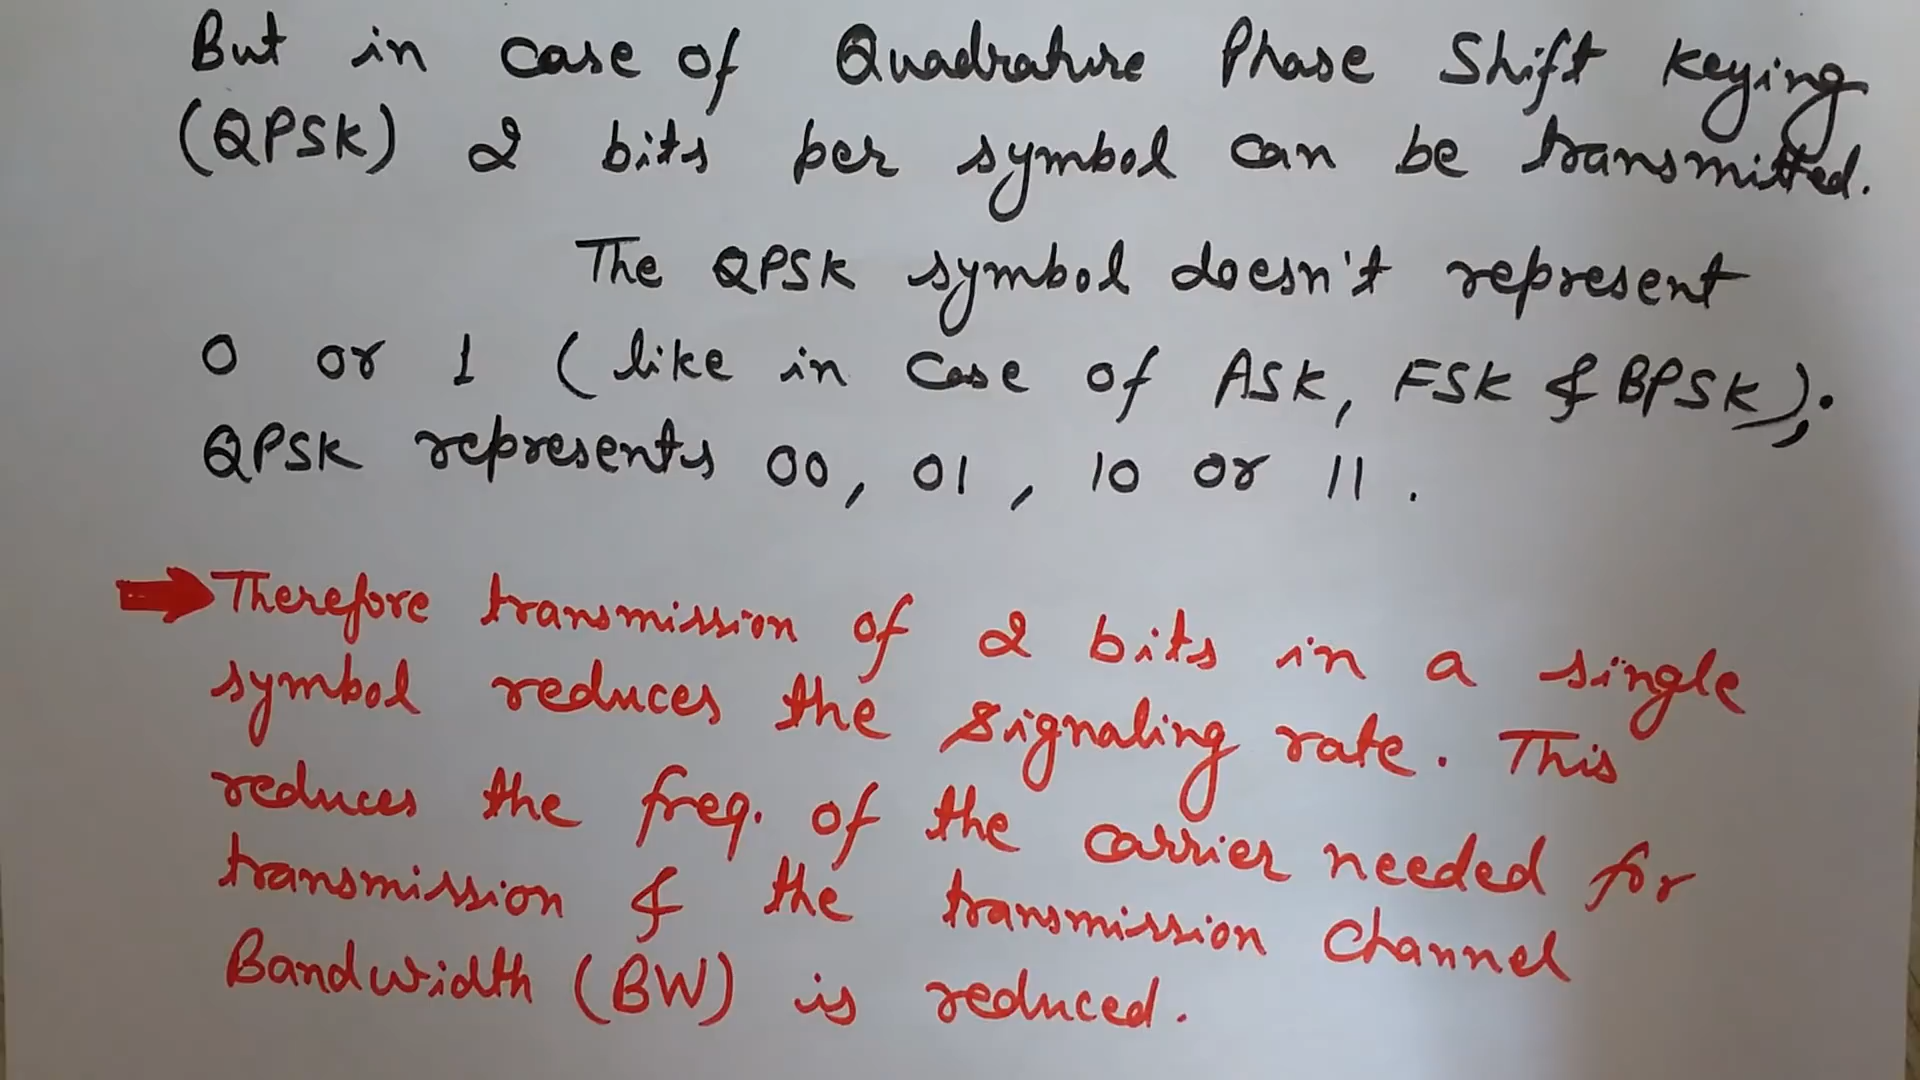 But in case of Quadrature Phase Shift Keying
(QPSK) 2 bits per symbol can be transmitted.
The QPSK symbol doesn't represent
0 or 1 (like in case of ASK, FSK & BPSK);
QPSK represents 00, 01, 10 or 11.
Therefore transmission of 2 bits in a single
symbol reduces the signaling rate. This
reduces the freq. of the carrier needed for
transmission & the transmission channel
Bandwidth (BW) is reduced.